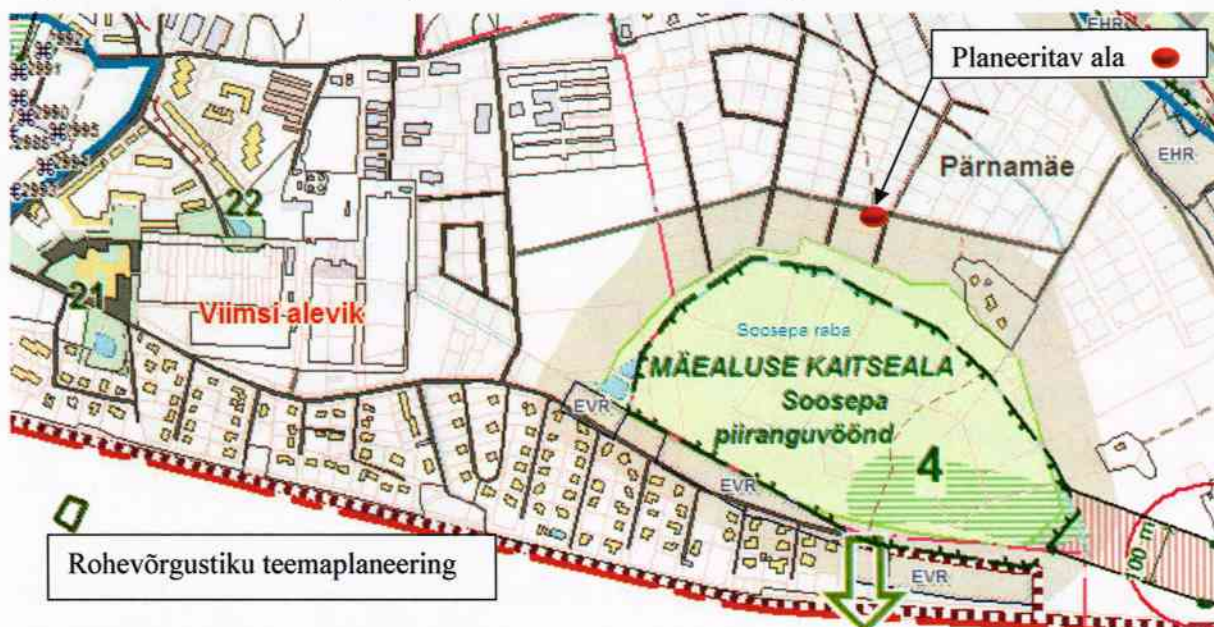 EHR
Planeeritav ala
EHR
Pärnamäe
22
21
Viimsi alevik
Soosepa raba
MÄEALUSE KAITSEALA
Soosepa
piiranguvöönd
EVR
4
EVR
100 m
EVR
Rohevõrgustiku teemaplaneering